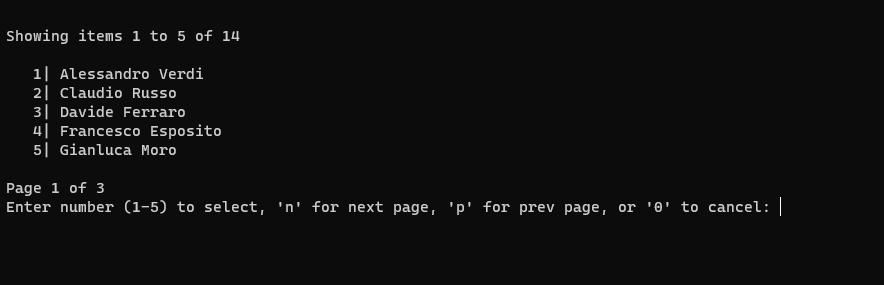 Showing items 1 to 5 of 14
1| Alessandro Verdi
2| Claudio Russo
3| Davide Ferraro
4| Francesco Esposito
5| Gianluca Moro
Page 1 of 3
Enter number (1-5) to select, 'n' for next page, 'p' for prev page, or '0' to cancel: